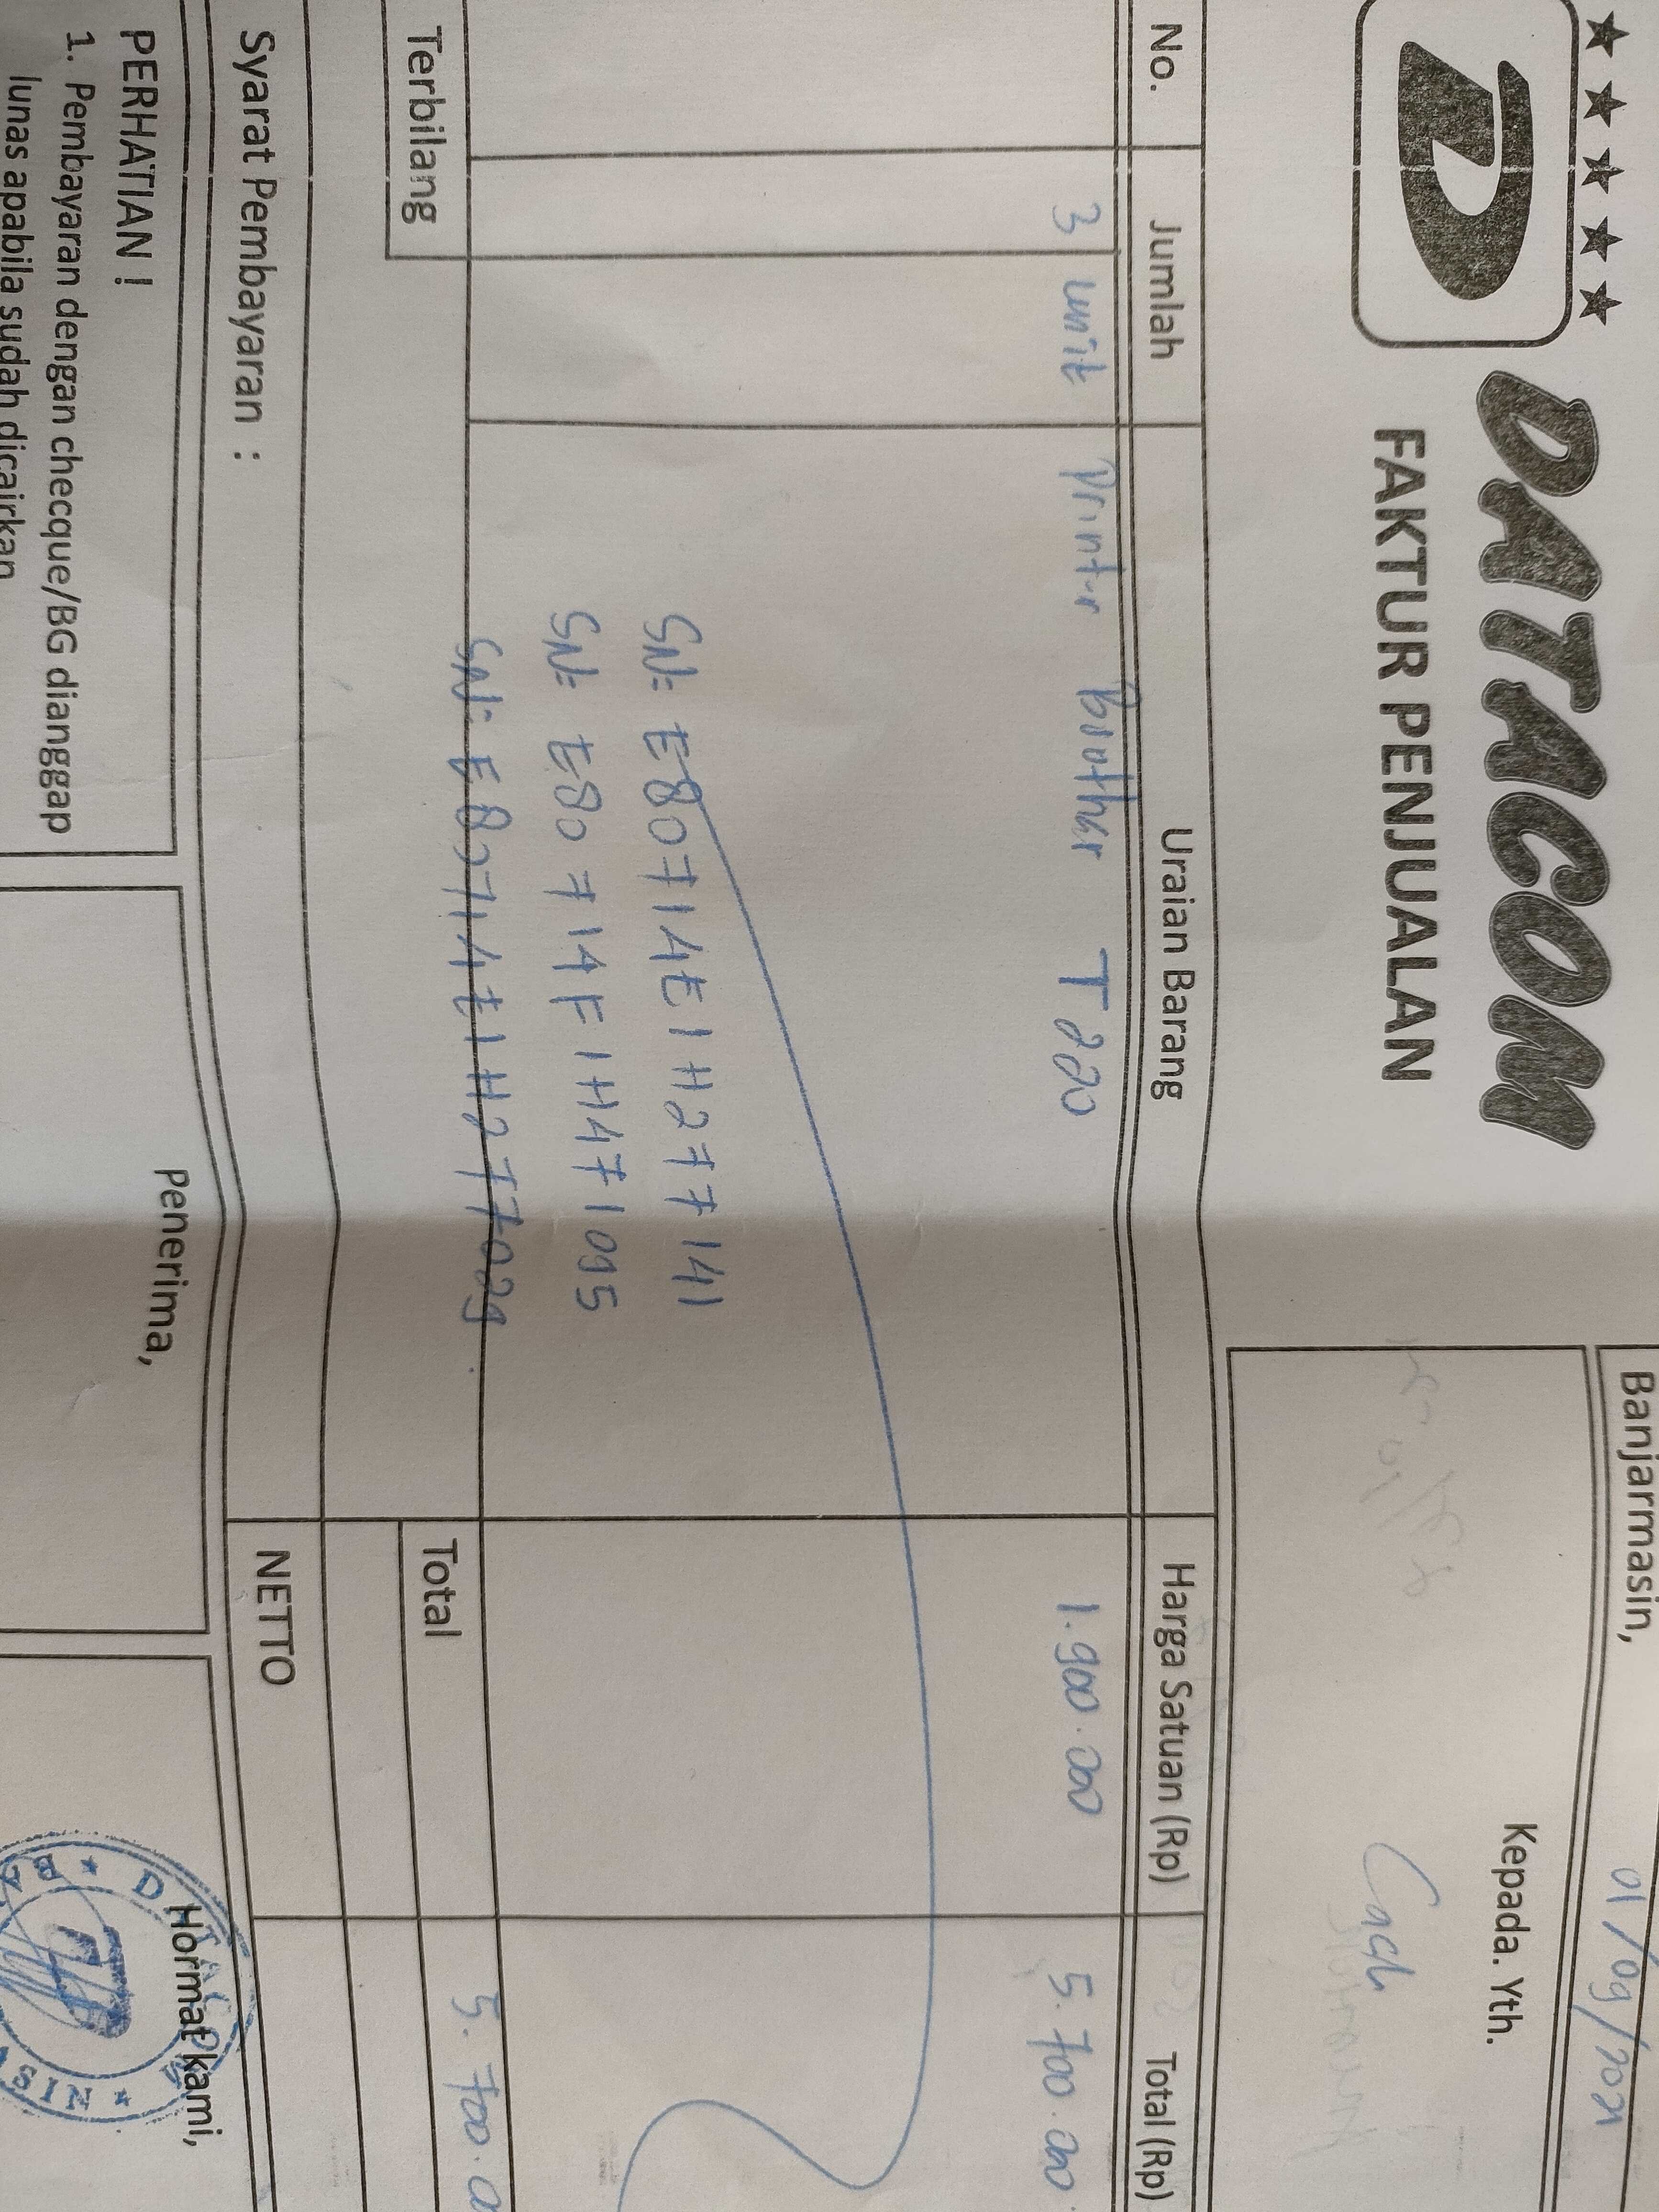 DATACOM
FAKTUR PENJUALAN
Banjarmasin, 01/09/2021
Kepada. Yth.
Cash
No. Jumlah Uraian Barang Harga Satuan (Rp) Total (Rp)
3 unit Printer Brother T220 1.900.000 5.700.000
SN: E80714E1H277141
SN: E80714F1H471095
SN: E80714E1H277029
Terbilang Total 5.700.0
Syarat Pembayaran : NETTO
PERHATIAN !
1. Pembayaran dengan checque/BG dianggap
lunas apabila sudah dicairkan
Penerima,
Hormat kami,